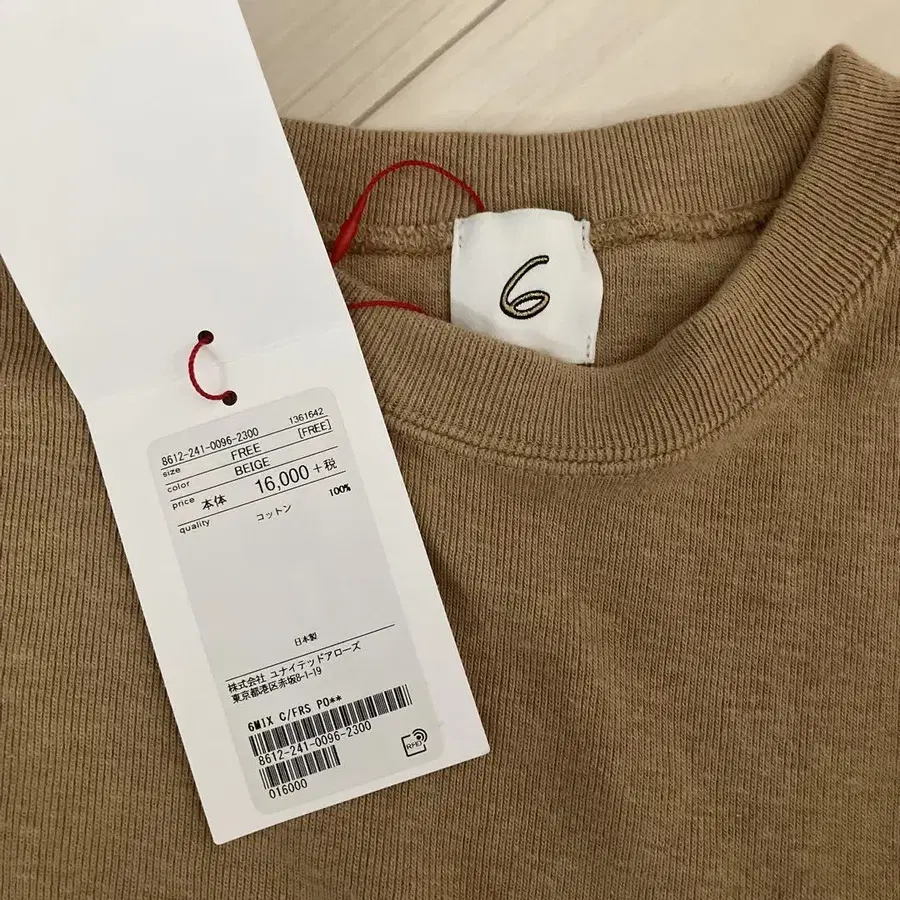 6
8612-241-0096-2300 1361642
size FREE [FREE]
color BEIGE
price 本体 16,000+税
quality コットン 100%
日本製
株式会社 ユナイテッドアローズ
東京都港区赤坂8-1-19
6MIX C/FRS PO**
8612-241-0096-2300
016000
RFID